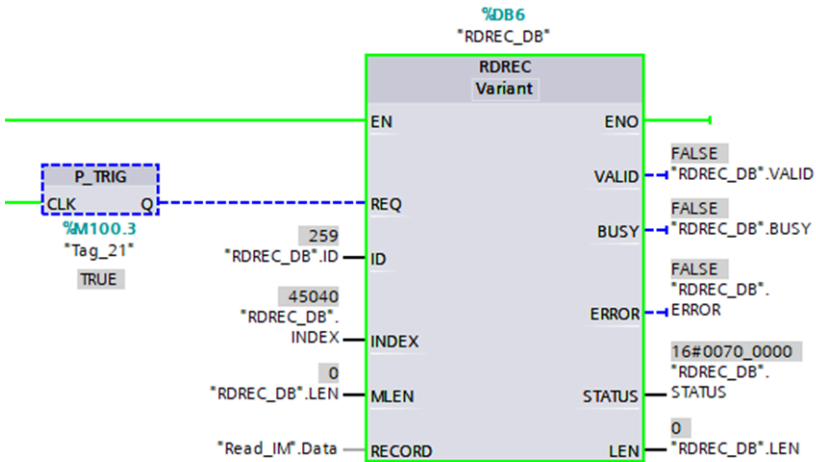 %DB6
"RDREC_DB"
RDREC
Variant
EN
ENO
P_TRIG
CLK Q
%M100.3
"Tag_21"
TRUE
REQ
259
"RDREC_DB".ID
ID
45040
"RDREC_DB".
INDEX
INDEX
0
"RDREC_DB".LEN
MLEN
"Read_IM".Data
RECORD
FALSE
VALID
"RDREC_DB".VALID
FALSE
BUSY
"RDREC_DB".BUSY
FALSE
"RDREC_DB".
ERROR
ERROR
16#0070_0000
"RDREC_DB".
STATUS
STATUS
0
LEN
"RDREC_DB".LEN